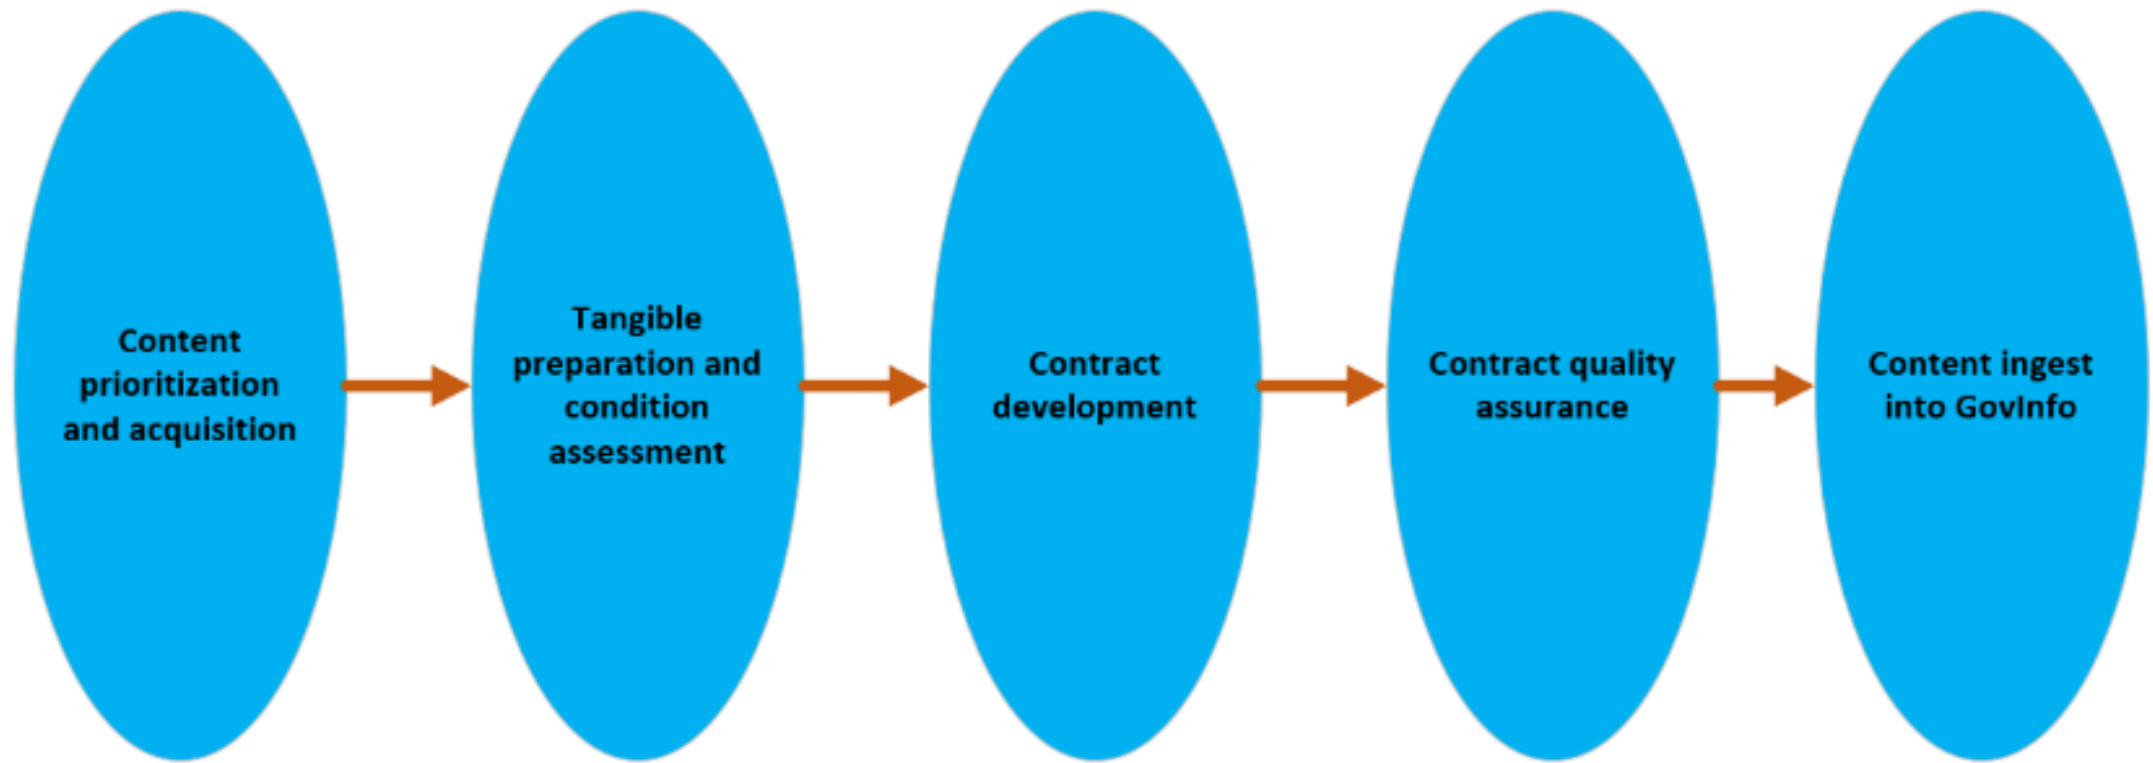 Content
prioritization
and acquisition
Tangible
preparation and
condition
assessment
Contract
development
Contract quality
assurance
Content ingest
into GovInfo